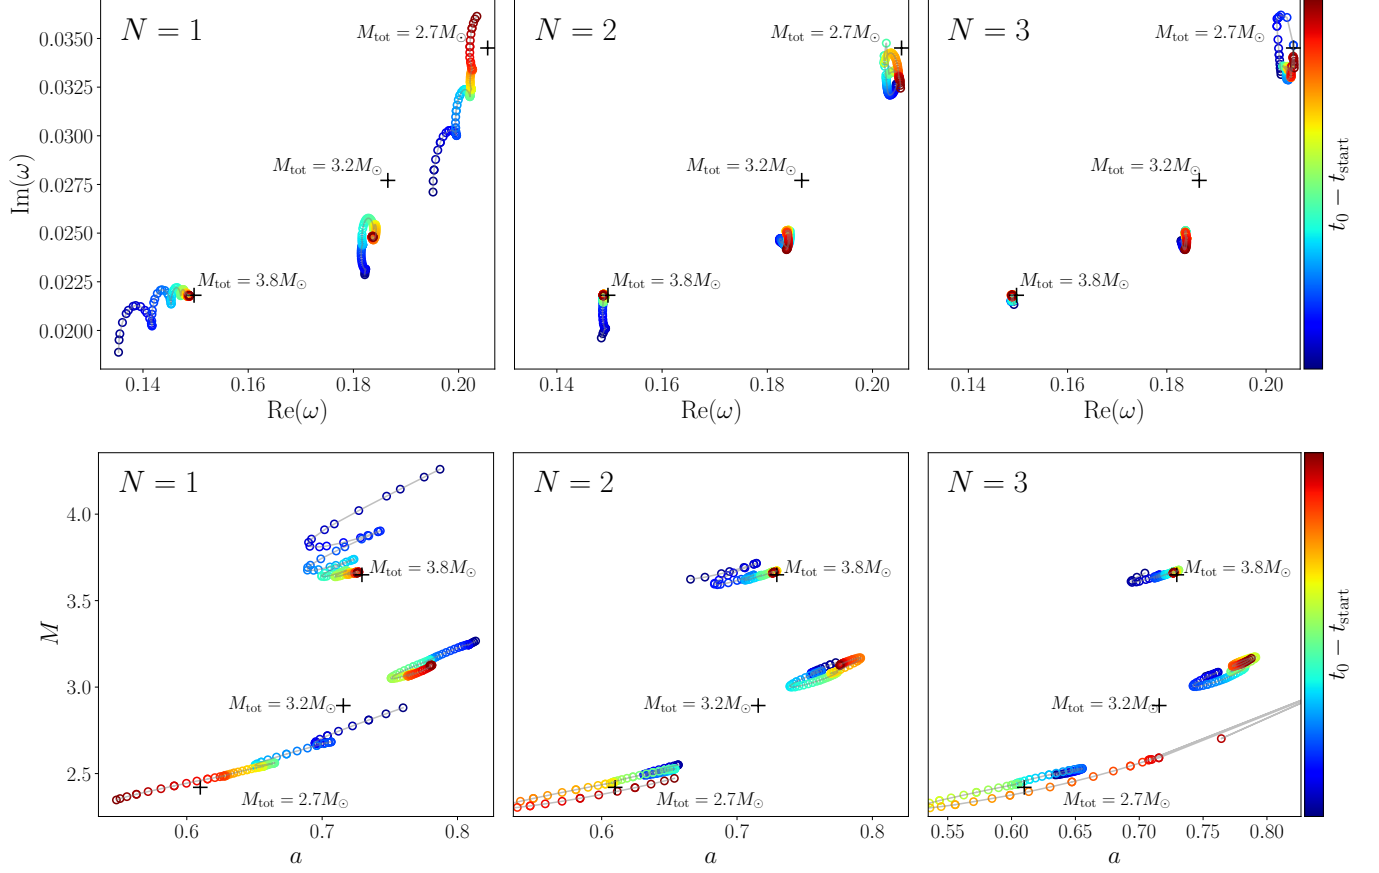 N = 1
M_tot = 2.7M_⊙
M_tot = 3.2M_⊙
M_tot = 3.8M_⊙
0.0350
0.0325
0.0300
0.0275
0.0250
0.0225
0.0200
Im(ω)
0.14 0.16 0.18 0.20
Re(ω)
N = 2
M_tot = 2.7M_⊙
M_tot = 3.2M_⊙
M_tot = 3.8M_⊙
0.14 0.16 0.18 0.20
Re(ω)
N = 3
M_tot = 2.7M_⊙
M_tot = 3.2M_⊙
M_tot = 3.8M_⊙
0.14 0.16 0.18 0.20
Re(ω)
t_0 − t_start
N = 1
M_tot = 3.8M_⊙
M_tot = 3.2M_⊙
M_tot = 2.7M_⊙
4.0
3.5
3.0
2.5
M
0.6 0.7 0.8
a
N = 2
M_tot = 3.8M_⊙
M_tot = 3.2M_⊙
M_tot = 2.7M_⊙
0.6 0.7 0.8
a
N = 3
M_tot = 3.8M_⊙
M_tot = 3.2M_⊙
M_tot = 2.7M_⊙
0.55 0.60 0.65 0.70 0.75 0.80
a
t_0 − t_start